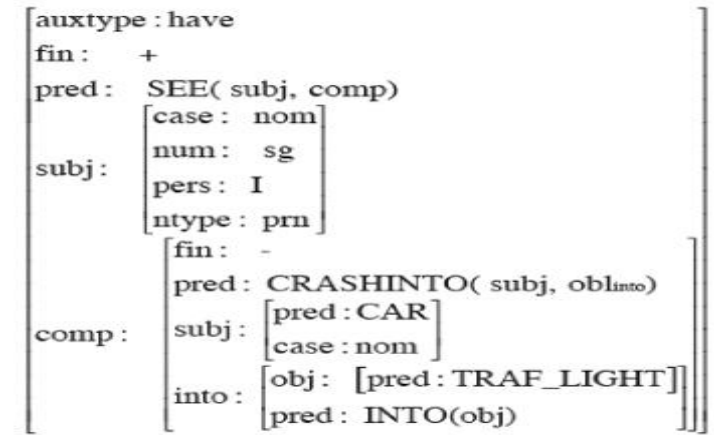 auxtype : have
fin : +
pred : SEE( subj, comp)
subj :
case : nom
num : sg
pers : I
ntype : prn
comp :
fin : -
pred : CRASHINTO( subj, oblinto)
subj :
pred : CAR
case : nom
into :
obj : [pred : TRAF_LIGHT]
pred : INTO(obj)